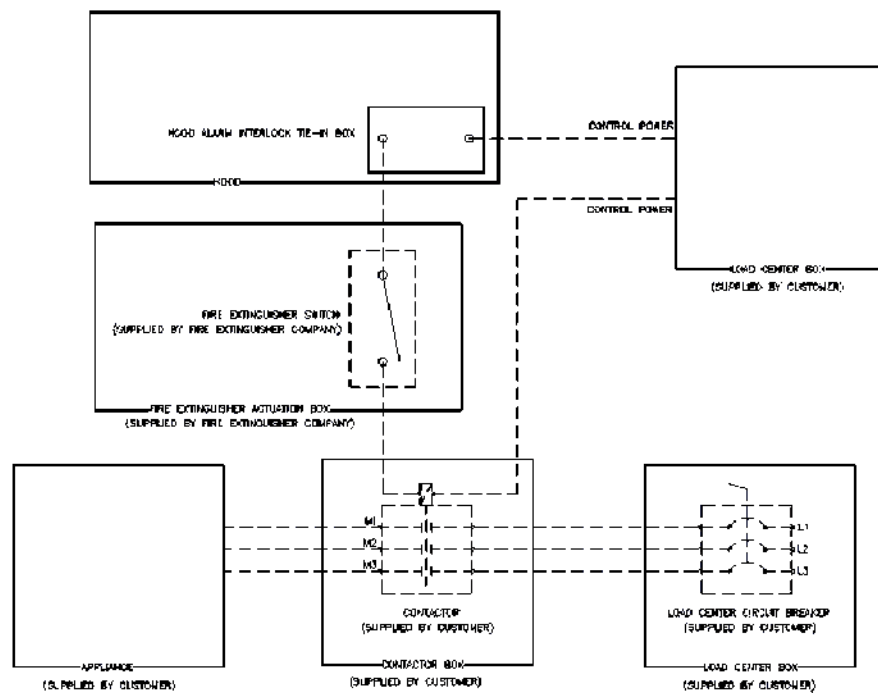 HOOD ALARM INTERLOCK TIE-IN BOX
HOOD
CONTROL POWER
CONTROL POWER
LOAD CENTER BOX
(SUPPLIED BY CUSTOMER)
FIRE EXTINGUISHER SWITCH
(SUPPLIED BY FIRE EXTINGUISHER COMPANY)
FIRE EXTINGUISHER ACTUATION BOX
(SUPPLIED BY FIRE EXTINGUISHER COMPANY)
M1
M2
M3
L1
L2
L3
CONTACTOR
(SUPPLIED BY CUSTOMER)
LOAD CENTER CIRCUIT BREAKER
(SUPPLIED BY CUSTOMER)
APPLIANCE
(SUPPLIED BY CUSTOMER)
CONTACTOR BOX
(SUPPLIED BY CUSTOMER)
LOAD CENTER BOX
(SUPPLIED BY CUSTOMER)